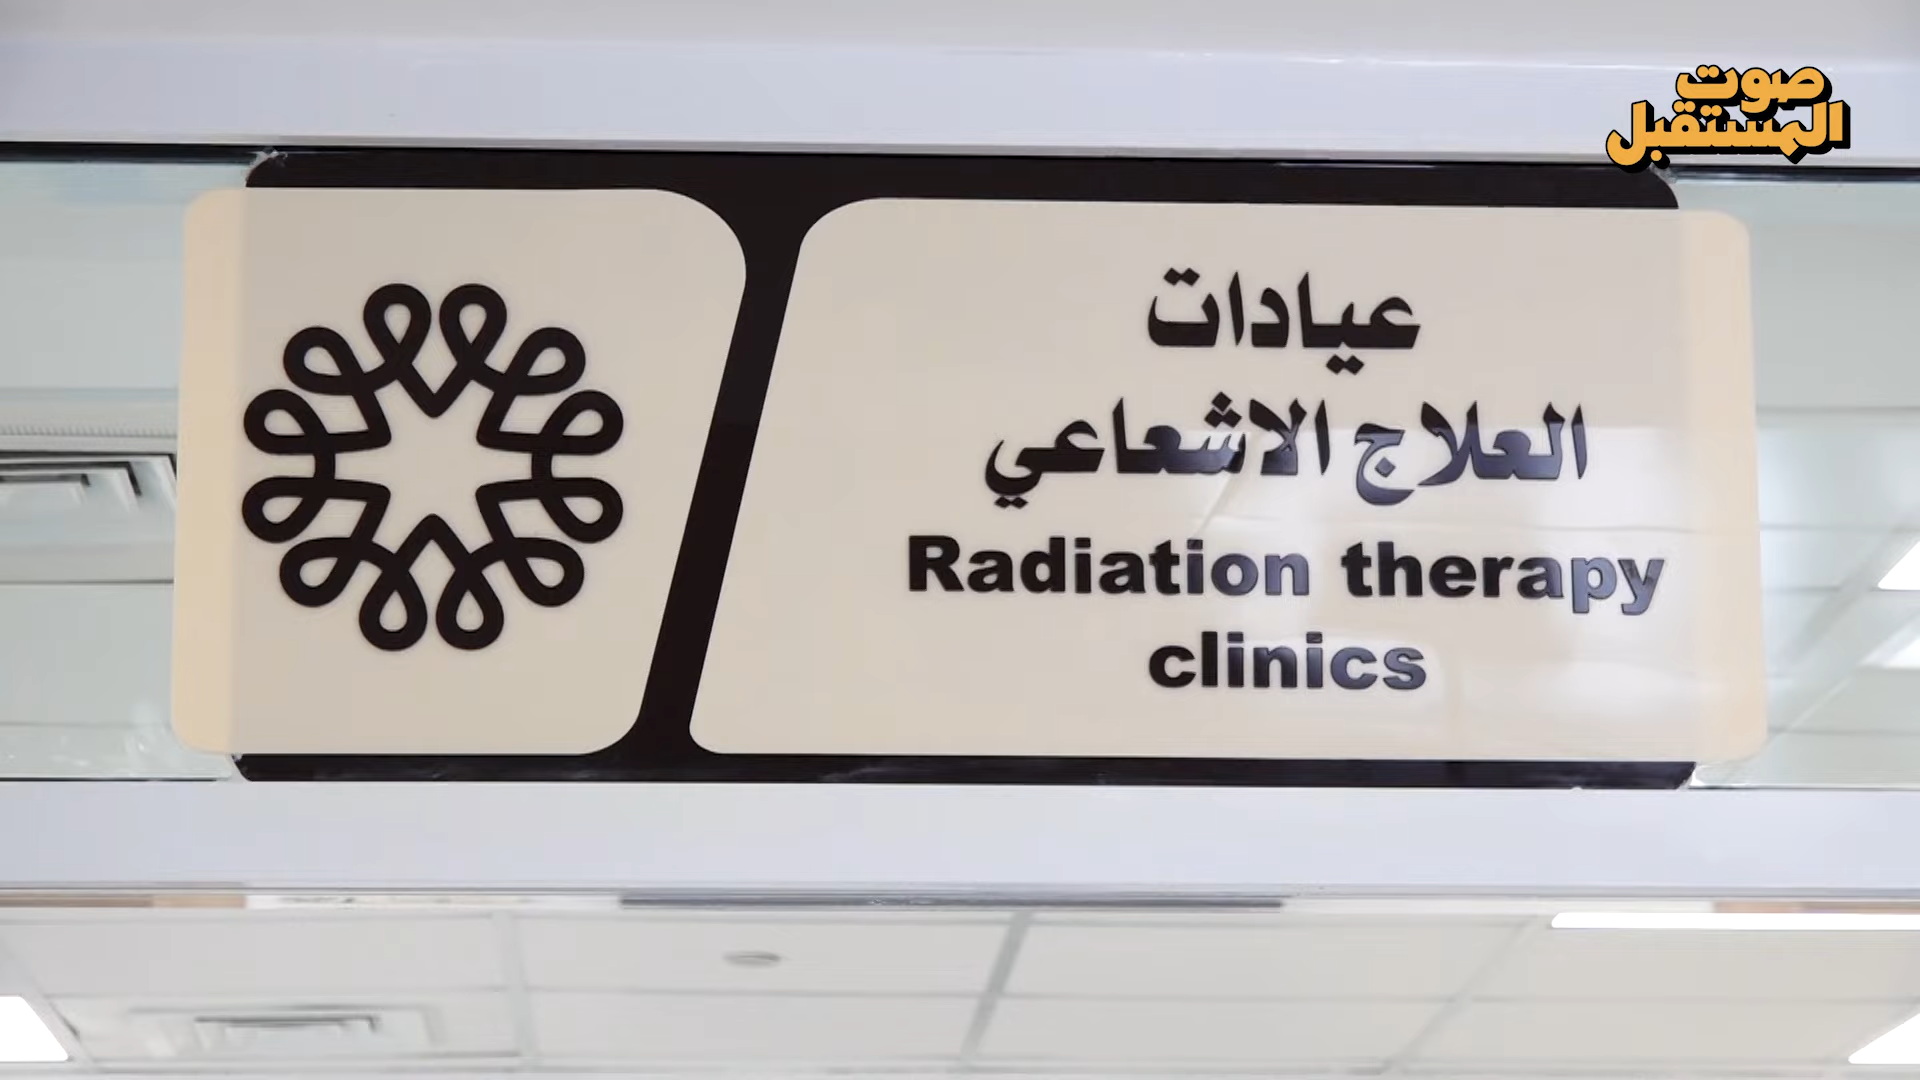 صوت
المستقبل
عيادات
العلاج الاشعاعي
Radiation therapy
clinics